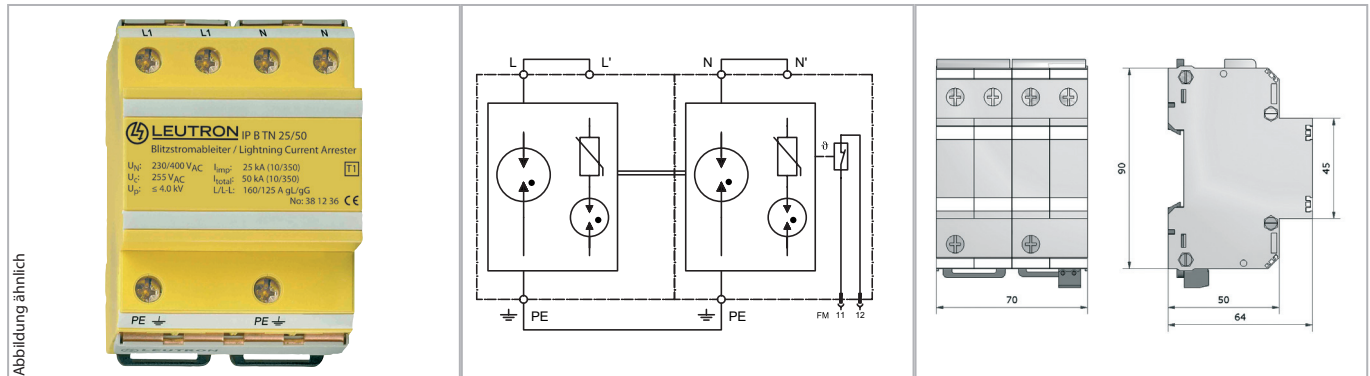 Abbildung ähnlich
L1 L1 N N
LEUTRON IP B TN 25/50
Blitzstromableiter / Lightning Current Arrester
UN: 230/400 VAC Iimp: 25 kA (10/350) T1
Uc: 255 VAC Itotal: 50 kA (10/350)
Up: ≤ 4.0 kV L/L-L: 160/125 A gL/gG
No: 38 12 36 CE
PE PE
LEUTRON
L L' N N'
ϑ
PE PE FM 11 12
90
45
70
50
64